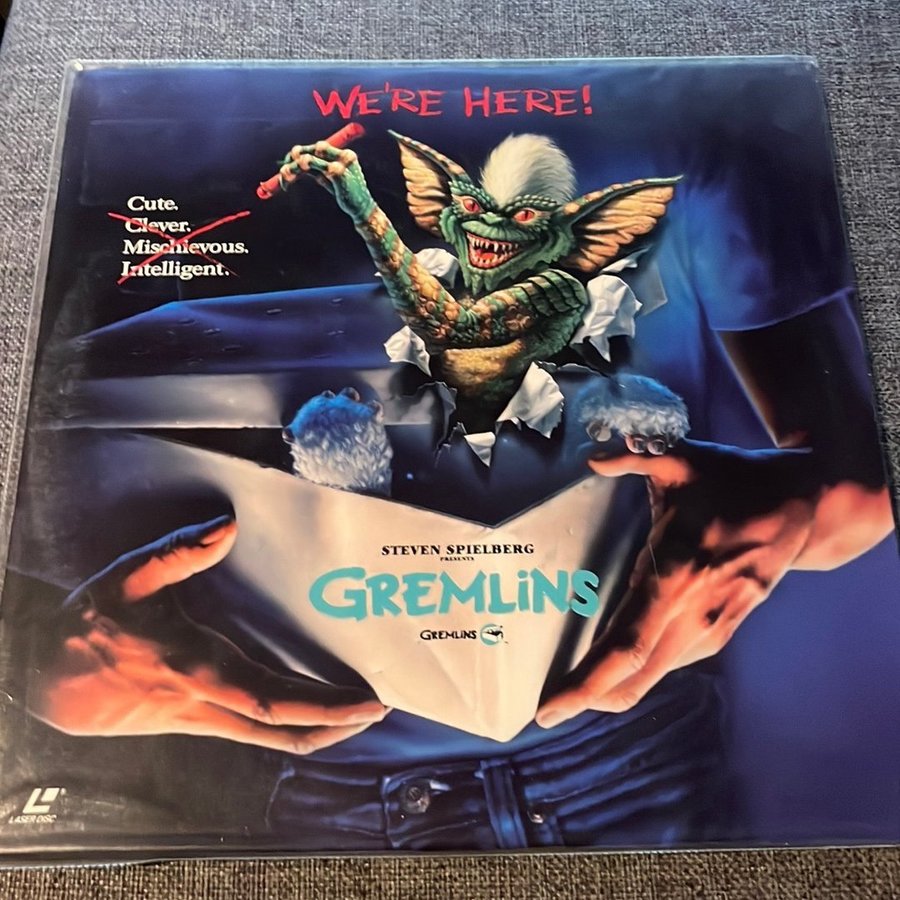 WE'RE HERE!
Cute.
Clever.
Mischievous.
Intelligent.
STEVEN SPIELBERG
PRESENTS
GREMLiNS
GREMLiNS
LASER DISC